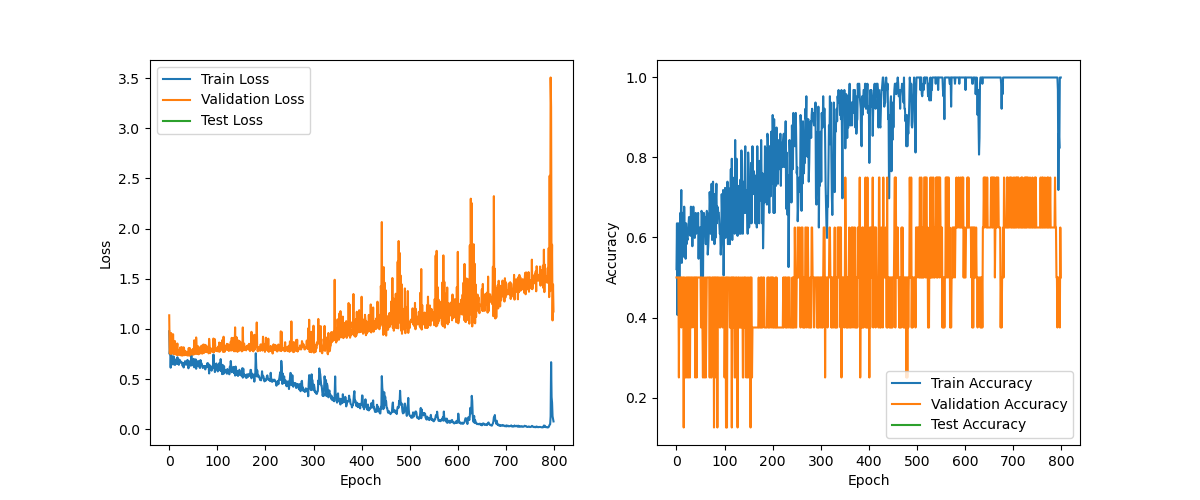 Train Loss
Validation Loss
Test Loss
Loss
3.5
3.0
2.5
2.0
1.5
1.0
0.5
0.0
0 100 200 300 400 500 600 700 800
Epoch
Accuracy
1.0
0.8
0.6
0.4
0.2
Train Accuracy
Validation Accuracy
Test Accuracy
0 100 200 300 400 500 600 700 800
Epoch